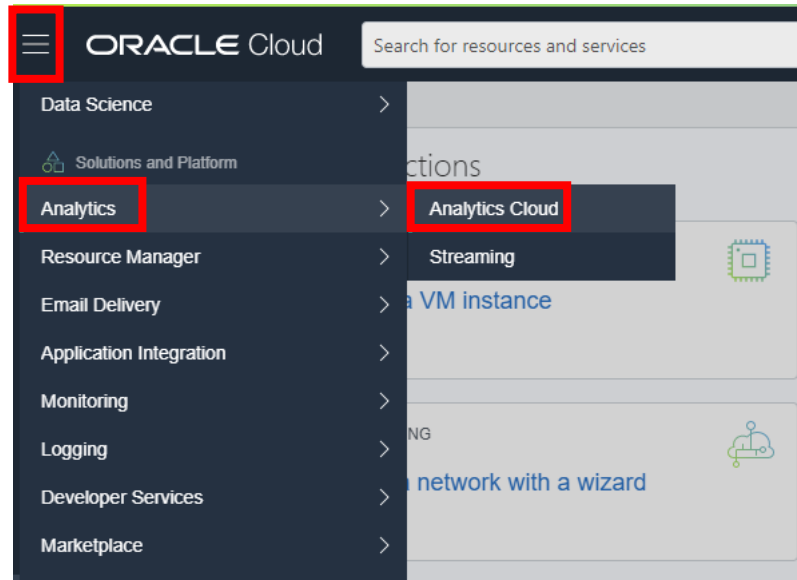 ORACLE Cloud
Search for resources and services
Data Science
Solutions and Platform
ctions
Analytics
Analytics Cloud
Resource Manager
Streaming
Email Delivery
a VM instance
Application Integration
Monitoring
NG
Logging
network with a wizard
Developer Services
Marketplace